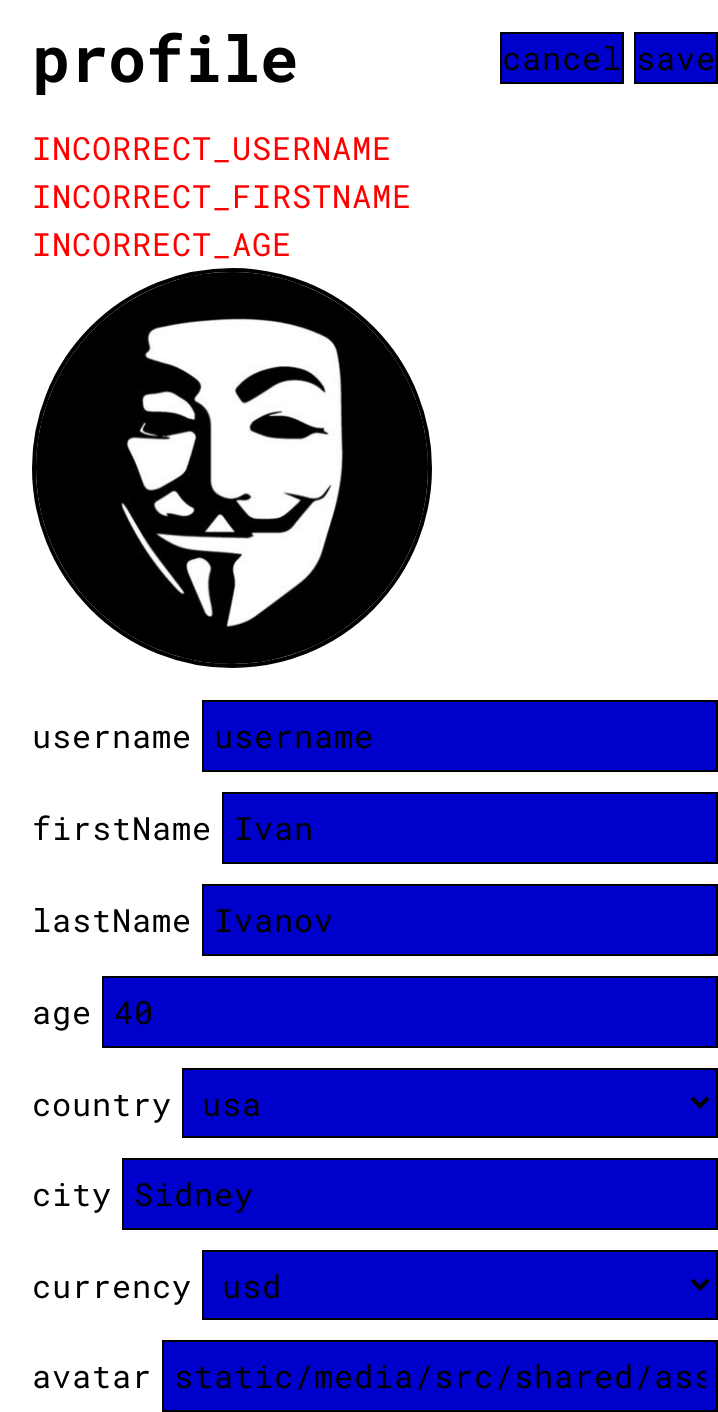 profile cancel save
INCORRECT_USERNAME
INCORRECT_FIRSTNAME
INCORRECT_AGE
username username
firstName Ivan
lastName Ivanov
age 40
country usa
city Sidney
currency usd
avatar static/media/src/shared/ass